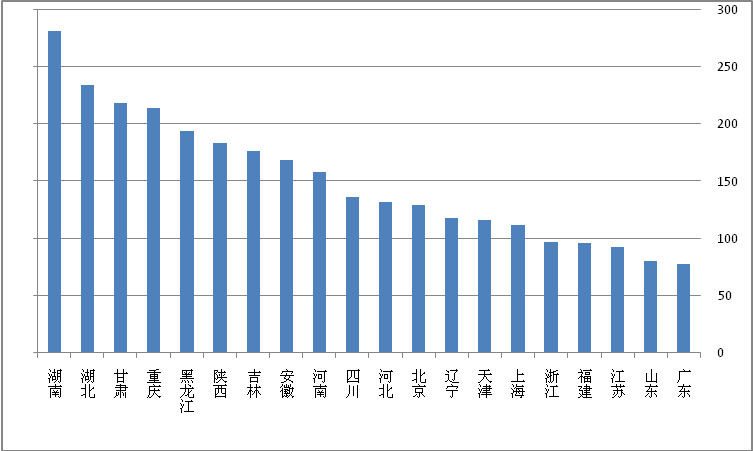 300
250
200
150
100
50
0
湖南
湖北
甘肃
重庆
黑龙江
陕西
吉林
安徽
河南
四川
河北
北京
辽宁
天津
上海
浙江
福建
江苏
山东
广东